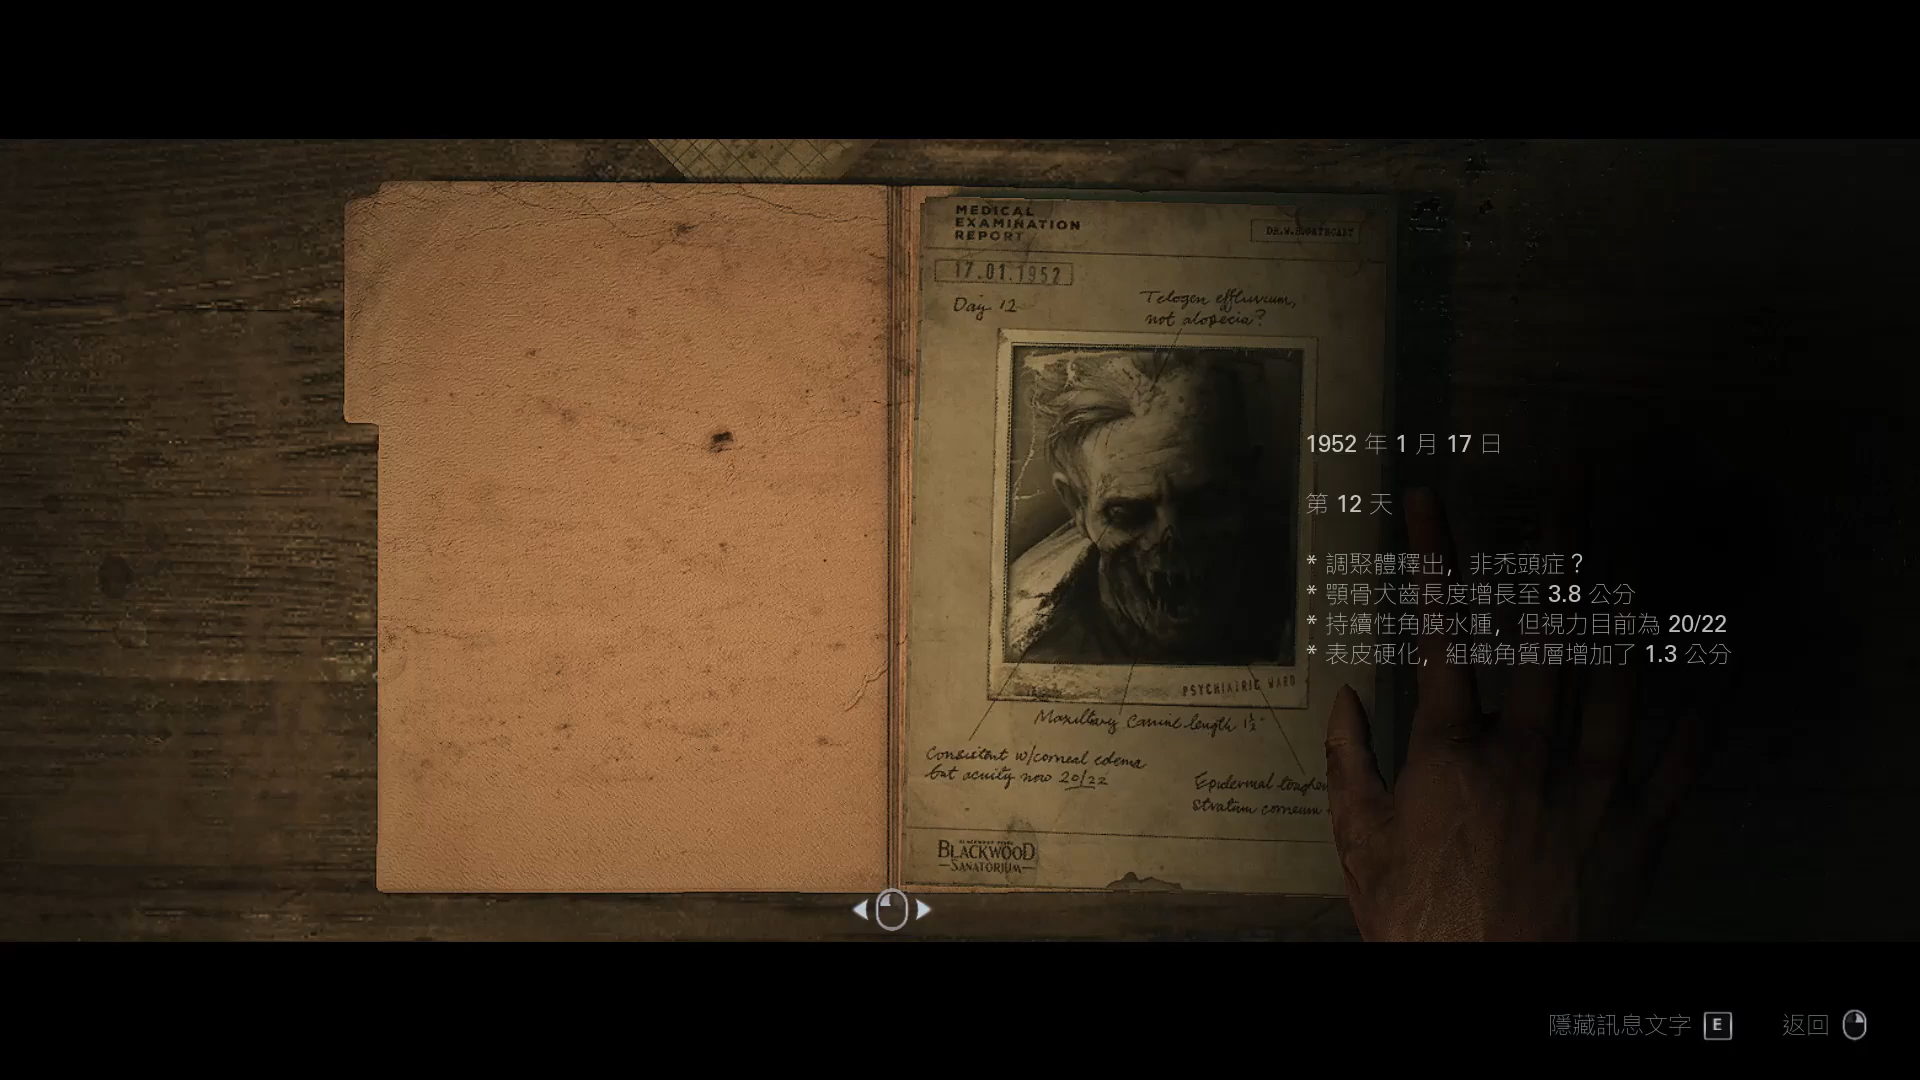 MEDICAL
EXAMINATION
REPORT
17.01.1952
Day 12
Telogen effluvium,
not alopecia?
PSYCHIATRIC WARD
Maxillary Canine length 1½"
Consistent w/corneal edema
but acuity now 20/22
Epidermal
Stratum corneum
BLACKWOOD
SANATORIUM
1952 年 1 月 17 日
第 12 天
* 調聚體釋出，非禿頭症？
* 顎骨犬齒長度增長至 3.8 公分
* 持續性角膜水腫，但視力目前為 20/22
* 表皮硬化，組織角質層增加了 1.3 公分
隱藏訊息文字 E 返回